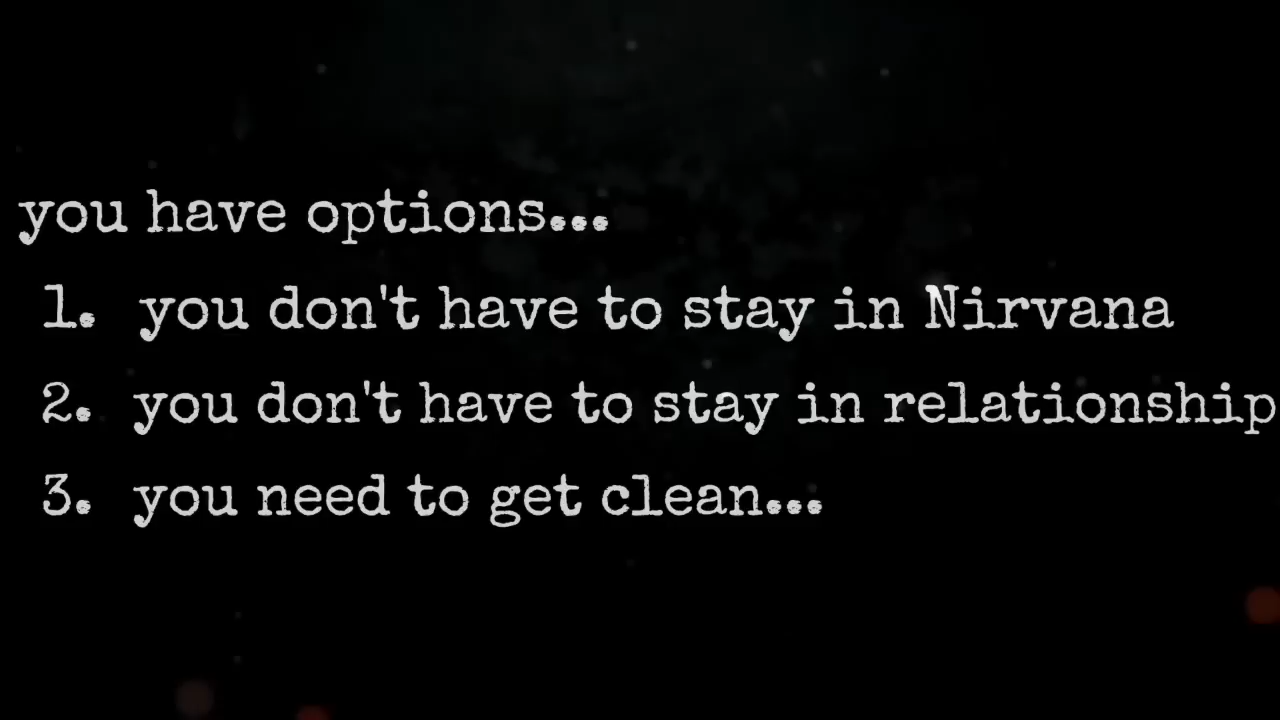 you have options...
1. you don't have to stay in Nirvana
2. you don't have to stay in relationship
3. you need to get clean...